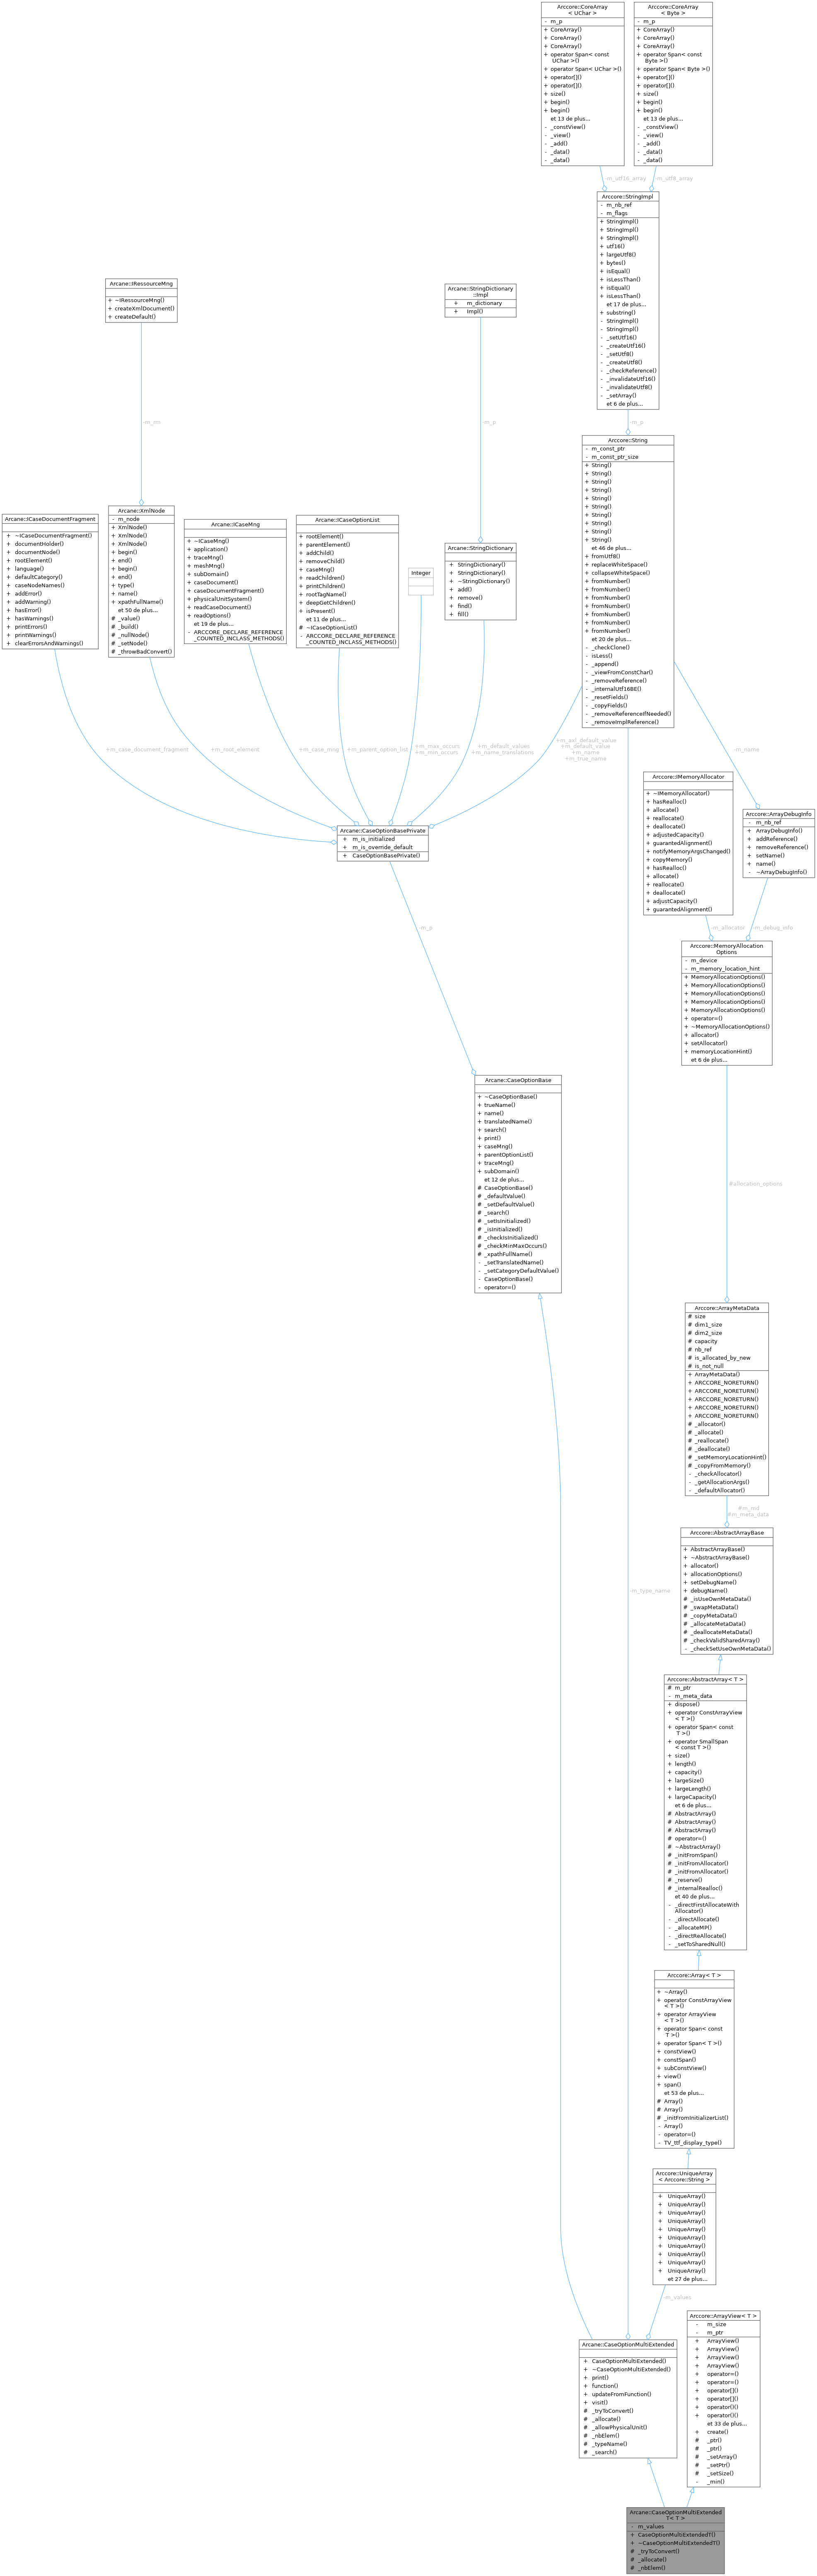 Arccore::CoreArray
< UChar >
- m_p
+ CoreArray()
+ CoreArray()
+ CoreArray()
+ operator Span< const
UChar >()
+ operator Span< UChar >()
+ operator[]()
+ operator[]()
+ size()
+ begin()
+ begin()
et 13 de plus...
- _constView()
- _view()
- _add()
- _data()
- _data()
Arccore::CoreArray
< Byte >
- m_p
+ CoreArray()
+ CoreArray()
+ CoreArray()
+ operator Span< const
Byte >()
+ operator Span< Byte >()
+ operator[]()
+ operator[]()
+ size()
+ begin()
+ begin()
et 13 de plus...
- _constView()
- _view()
- _add()
- _data()
- _data()
-m_utf16_array
-m_utf8_array
Arccore::StringImpl
- m_nb_ref
- m_flags
+ StringImpl()
+ StringImpl()
+ StringImpl()
+ utf16()
+ largeUtf8()
+ bytes()
+ isEqual()
+ isLessThan()
+ isEqual()
+ isLessThan()
et 17 de plus...
+ substring()
- StringImpl()
- StringImpl()
- _setUtf16()
- _createUtf16()
- _setUtf8()
- _createUtf8()
- _checkReference()
- _invalidateUtf16()
- _invalidateUtf8()
- _setArray()
et 6 de plus...
-m_p
Arcane::IRessourceMng
+ ~IRessourceMng()
+ createXmlDocument()
+ createDefault()
-m_rm
Arcane::StringDictionary
::Impl
+ m_dictionary
+ Impl()
-m_p
Arccore::String
- m_const_ptr
- m_const_ptr_size
+ String()
+ String()
+ String()
+ String()
+ String()
+ String()
+ String()
+ String()
+ String()
+ String()
et 46 de plus...
+ fromUtf8()
+ replaceWhiteSpace()
+ collapseWhiteSpace()
+ fromNumber()
+ fromNumber()
+ fromNumber()
+ fromNumber()
+ fromNumber()
+ fromNumber()
+ fromNumber()
et 20 de plus...
- _checkClone()
- isLess()
- _append()
- _viewFromConstChar()
- _removeReference()
- _internalUtf16BE()
- _resetFields()
- _copyFields()
- _removeReferenceIfNeeded()
- _removeImplReference()
Arcane::ICaseDocumentFragment
+ ~ICaseDocumentFragment()
+ documentHolder()
+ documentNode()
+ rootElement()
+ language()
+ defaultCategory()
+ caseNodeNames()
+ addError()
+ addWarning()
+ hasError()
+ hasWarnings()
+ printErrors()
+ printWarnings()
+ clearErrorsAndWarnings()
Arcane::XmlNode
- m_node
+ XmlNode()
+ XmlNode()
+ XmlNode()
+ begin()
+ end()
+ begin()
+ end()
+ type()
+ name()
+ xpathFullName()
et 50 de plus...
# _value()
# _build()
# _nullNode()
# _setNode()
# _throwBadConvert()
Arcane::ICaseMng
+ ~ICaseMng()
+ application()
+ traceMng()
+ meshMng()
+ subDomain()
+ caseDocument()
+ caseDocumentFragment()
+ physicalUnitSystem()
+ readCaseDocument()
+ readOptions()
et 19 de plus...
- ARCCORE_DECLARE_REFERENCE
_COUNTED_INCLASS_METHODS()
Arcane::ICaseOptionList
+ rootElement()
+ parentElement()
+ addChild()
+ removeChild()
+ caseMng()
+ readChildren()
+ printChildren()
+ rootTagName()
+ deepGetChildren()
+ isPresent()
et 11 de plus...
# ~ICaseOptionList()
- ARCCORE_DECLARE_REFERENCE
_COUNTED_INCLASS_METHODS()
Integer
Arccore::StringDictionary
+ StringDictionary()
+ StringDictionary()
+ ~StringDictionary()
+ add()
+ remove()
+ find()
+ fill()
+m_case_document_fragment
+m_root_element
+m_case_mng
+m_parent_option_list
+m_max_occurs
+m_min_occurs
+m_default_values
+m_name_translations
+m_axl_default_value
+m_default_value
+m_name
+m_true_name
-m_name
Arcane::CaseOptionBasePrivate
+ m_is_initialized
+ m_is_override_default
+ CaseOptionBasePrivate()
-m_p
Arccore::IMemoryAllocator
+ ~IMemoryAllocator()
+ hasRealloc()
+ allocate()
+ reallocate()
+ deallocate()
+ adjustedCapacity()
+ guarantedAlignment()
+ notifyMemoryArgsChanged()
+ copyMemory()
+ hasRealloc()
+ allocate()
+ reallocate()
+ deallocate()
+ adjustCapacity()
+ guarantedAlignment()
Arccore::ArrayDebugInfo
- m_nb_ref
+ ArrayDebugInfo()
+ addReference()
+ removeReference()
+ setName()
+ name()
- ~ArrayDebugInfo()
-m_allocator
-m_debug_info
Arccore::MemoryAllocation
Options
- m_device
- m_memory_location_hint
+ MemoryAllocationOptions()
+ MemoryAllocationOptions()
+ MemoryAllocationOptions()
+ MemoryAllocationOptions()
+ MemoryAllocationOptions()
+ operator=()
+ ~MemoryAllocationOptions()
+ allocator()
+ setAllocator()
+ memoryLocationHint()
et 6 de plus...
#allocation_options
Arcane::CaseOptionBase
+ ~CaseOptionBase()
+ trueName()
+ name()
+ translatedName()
+ search()
+ print()
+ caseMng()
+ parentOptionList()
+ traceMng()
+ subDomain()
et 12 de plus...
# CaseOptionBase()
# _defaultValue()
# _setDefaultValue()
# _search()
# _setIsInitialized()
# _isInitialized()
# _checkIsInitialized()
# _checkMinMaxOccurs()
# _xpathFullName()
- _setTranslatedName()
- _setCategoryDefaultValue()
- CaseOptionBase()
- operator=()
Arccore::ArrayMetaData
# size
# dim1_size
# dim2_size
# capacity
# nb_ref
# is_allocated_by_new
# is_not_null
+ ArrayMetaData()
+ ARCCORE_NORETURN()
+ ARCCORE_NORETURN()
+ ARCCORE_NORETURN()
+ ARCCORE_NORETURN()
+ ARCCORE_NORETURN()
# _allocator()
# _allocate()
# _reallocate()
# _deallocate()
# _setMemoryLocationHint()
# _copyFromMemory()
- _checkAllocator()
- _getAllocationArgs()
- _defaultAllocator()
#m_md
#m_meta_data
Arccore::AbstractArrayBase
+ AbstractArrayBase()
+ ~AbstractArrayBase()
+ allocator()
+ allocationOptions()
+ setDebugName()
+ debugName()
# _isUseOwnMetaData()
# _swapMetaData()
# _copyMetaData()
# _allocateMetaData()
# _deallocateMetaData()
# _checkValidSharedArray()
- _checkSetUseOwnMetaData()
-m_type_name
Arccore::AbstractArray< T >
# m_ptr
- m_meta_data
+ dispose()
+ operator ConstArrayView
< T >()
+ operator Span< const
T >()
+ operator SmallSpan
< const T >()
+ size()
+ length()
+ capacity()
+ largeSize()
+ largeLength()
+ largeCapacity()
et 6 de plus...
# AbstractArray()
# AbstractArray()
# AbstractArray()
# operator=()
# ~AbstractArray()
# _initFromSpan()
# _initFromAllocator()
# _initFromAllocator()
# _reserve()
# _internalRealloc()
et 40 de plus...
- _directFirstAllocateWith
Allocator()
- _directAllocate()
- _allocateMP()
- _directReAllocate()
- _setToSharedNull()
Arccore::Array< T >
+ ~Array()
+ operator ConstArrayView
< T >()
+ operator ArrayView
< T >()
+ operator Span< const
T >()
+ operator Span< T >()
+ constView()
+ constSpan()
+ subConstView()
+ view()
+ span()
et 53 de plus...
# Array()
# Array()
# _initFromInitializerList()
- Array()
- operator=()
- TV_ttf_display_type()
Arccore::UniqueArray
< Arccore::String >
+ UniqueArray()
+ UniqueArray()
+ UniqueArray()
+ UniqueArray()
+ UniqueArray()
+ UniqueArray()
+ UniqueArray()
+ UniqueArray()
+ UniqueArray()
+ UniqueArray()
et 27 de plus...
-m_values
Arccore::ArrayView< T >
- m_size
- m_ptr
+ ArrayView()
+ ArrayView()
+ ArrayView()
+ ArrayView()
+ operator=()
+ operator=()
+ operator[]()
+ operator[]()
+ operator()()
+ operator()()
et 33 de plus...
+ create()
# _ptr()
# _ptr()
# _setArray()
# _setPtr()
# _setSize()
- _min()
Arcane::CaseOptionMultiExtended
+ CaseOptionMultiExtended()
+ ~CaseOptionMultiExtended()
+ print()
+ function()
+ updateFromFunction()
+ visit()
# _tryToConvert()
# _allocate()
# _allowPhysicalUnit()
# _nbElem()
# _typeName()
# _search()
Arcane::CaseOptionMultiExtended
T< T >
- m_values
+ CaseOptionMultiExtendedT()
+ ~CaseOptionMultiExtendedT()
# _tryToConvert()
# _allocate()
# _nbElem()